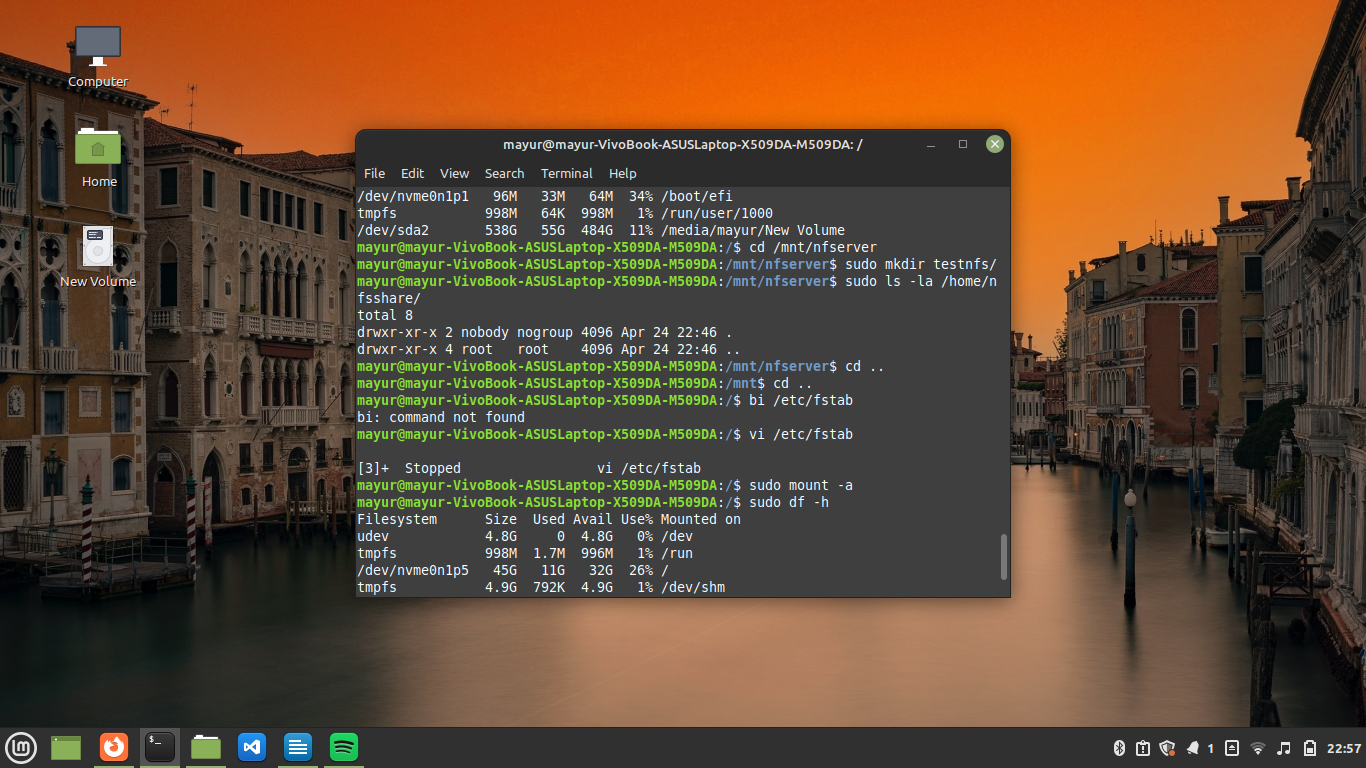 Computer
Home
New Volume
mayur@mayur-VivoBook-ASUSLaptop-X509DA-M509DA: /
File Edit View Search Terminal Help
/dev/nvme0n1p1   96M   33M   64M  34% /boot/efi
tmpfs           998M   64K  998M   1% /run/user/1000
/dev/sda2       538G   55G  484G  11% /media/mayur/New Volume
mayur@mayur-VivoBook-ASUSLaptop-X509DA-M509DA:/$ cd /mnt/nfserver
mayur@mayur-VivoBook-ASUSLaptop-X509DA-M509DA:/mnt/nfserver$ sudo mkdir testnfs/
mayur@mayur-VivoBook-ASUSLaptop-X509DA-M509DA:/mnt/nfserver$ sudo ls -la /home/n
fsshare/
total 8
drwxr-xr-x 2 nobody nogroup 4096 Apr 24 22:46 .
drwxr-xr-x 4 root   root    4096 Apr 24 22:46 ..
mayur@mayur-VivoBook-ASUSLaptop-X509DA-M509DA:/mnt/nfserver$ cd ..
mayur@mayur-VivoBook-ASUSLaptop-X509DA-M509DA:/mnt$ cd ..
mayur@mayur-VivoBook-ASUSLaptop-X509DA-M509DA:/$ bi /etc/fstab
bi: command not found
mayur@mayur-VivoBook-ASUSLaptop-X509DA-M509DA:/$ vi /etc/fstab
[3]+  Stopped                 vi /etc/fstab
mayur@mayur-VivoBook-ASUSLaptop-X509DA-M509DA:/$ sudo mount -a
mayur@mayur-VivoBook-ASUSLaptop-X509DA-M509DA:/$ sudo df -h
Filesystem      Size  Used Avail Use% Mounted on
udev            4.8G     0  4.8G   0% /dev
tmpfs           998M  1.7M  996M   1% /run
/dev/nvme0n1p5   45G   11G   32G  26% /
tmpfs           4.9G  792K  4.9G   1% /dev/shm
1 22:57